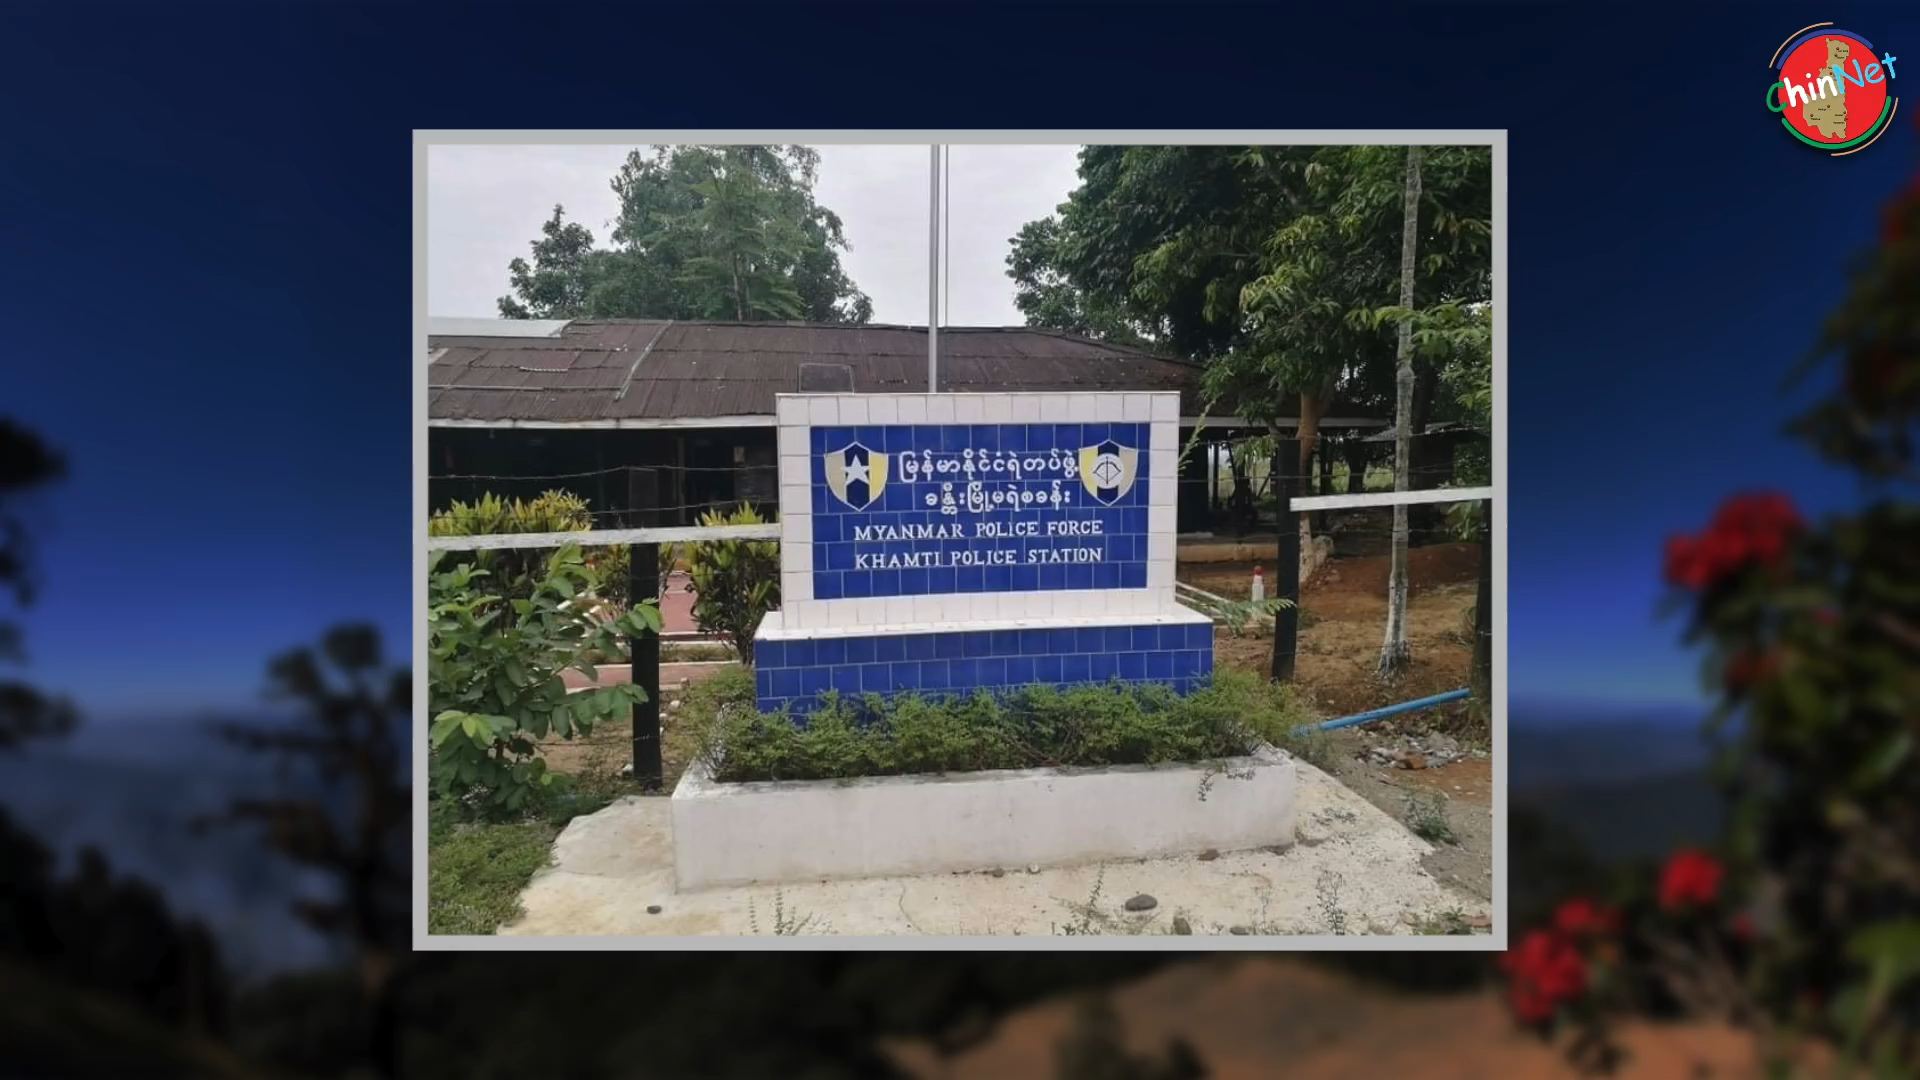 ChinNet
မြန်မာနိုင်ငံရဲတပ်ဖွဲ့
ခန္တီးမြို့မရဲစခန်း
MYANMAR POLICE FORCE
KHAMTI POLICE STATION